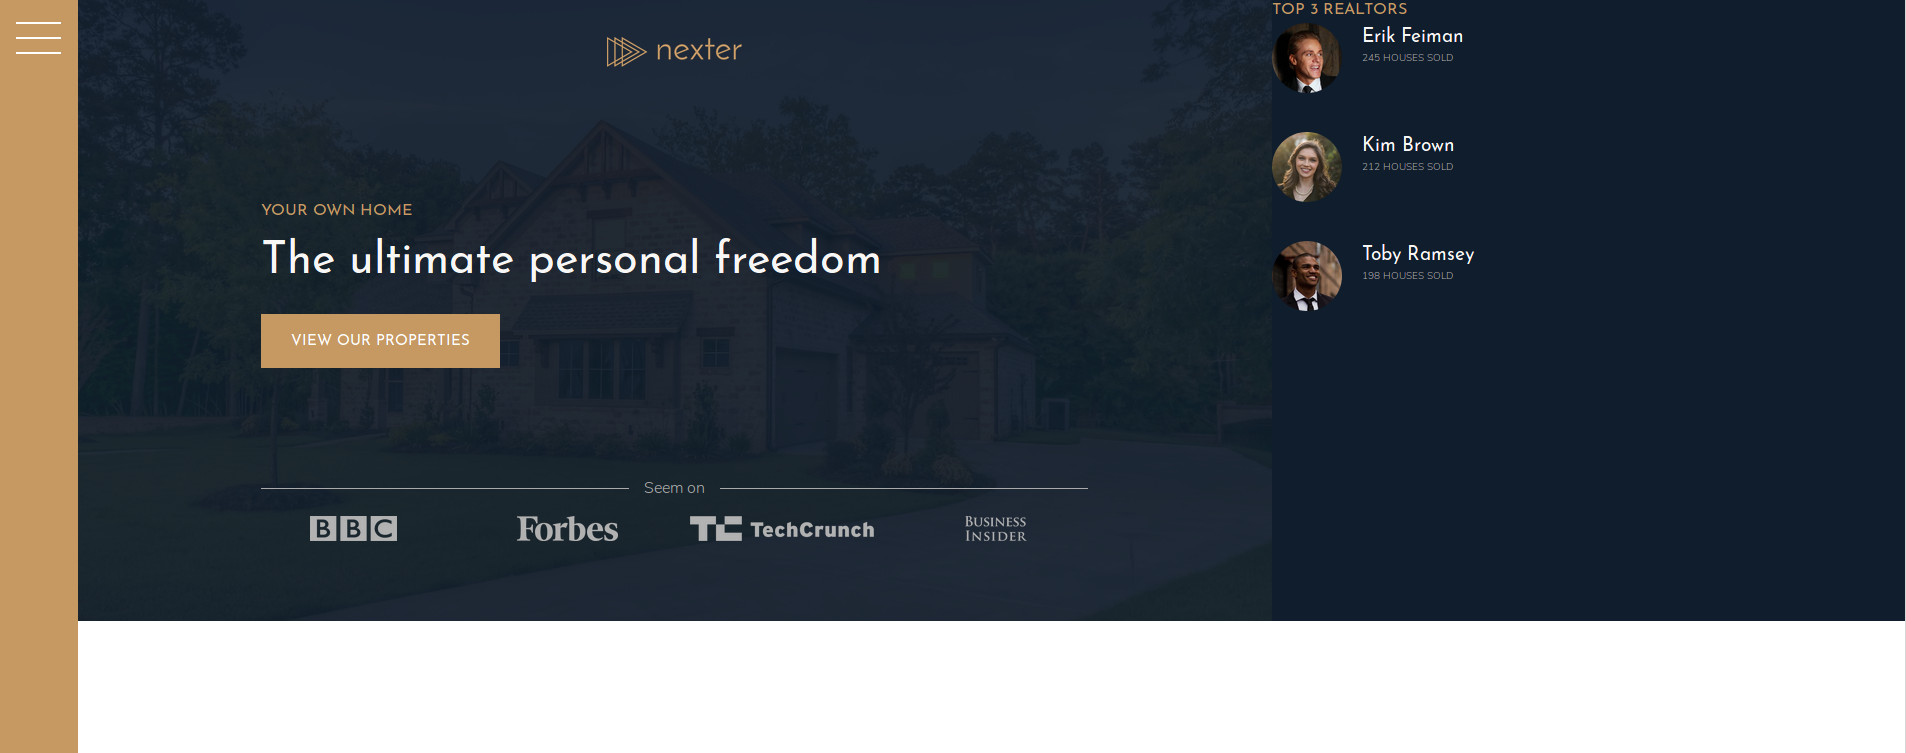 nexter
YOUR OWN HOME
The ultimate personal freedom
VIEW OUR PROPERTIES
Seem on
BBC
Forbes
TC TechCrunch
BUSINESS
INSIDER
TOP 3 REALTORS
Erik Feiman
245 HOUSES SOLD
Kim Brown
212 HOUSES SOLD
Toby Ramsey
198 HOUSES SOLD